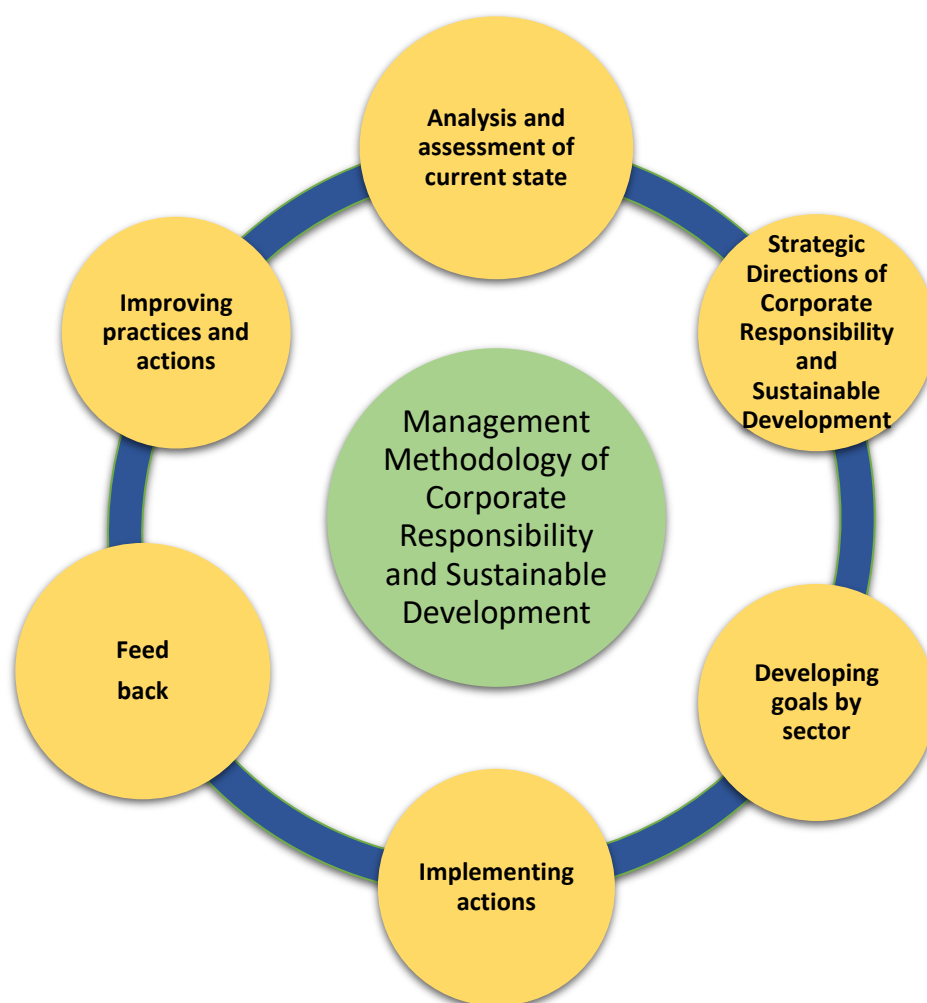 Analysis and
assessment of
current state
Strategic
Directions of
Corporate
Responsibility
and
Sustainable
Development
Improving
practices and
actions
Management
Methodology of
Corporate
Responsibility
and Sustainable
Development
Feed
back
Developing
goals by
sector
Implementing
actions